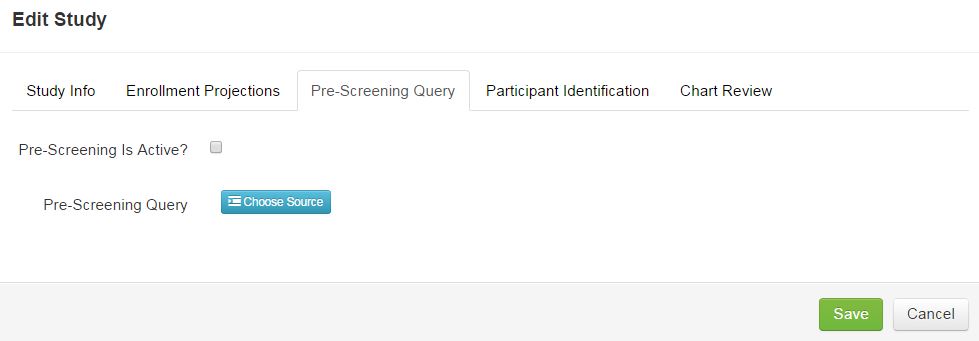 Edit Study
Study Info Enrollment Projections Pre-Screening Query Participant Identification Chart Review
Pre-Screening Is Active?
Pre-Screening Query Choose Source
Save Cancel